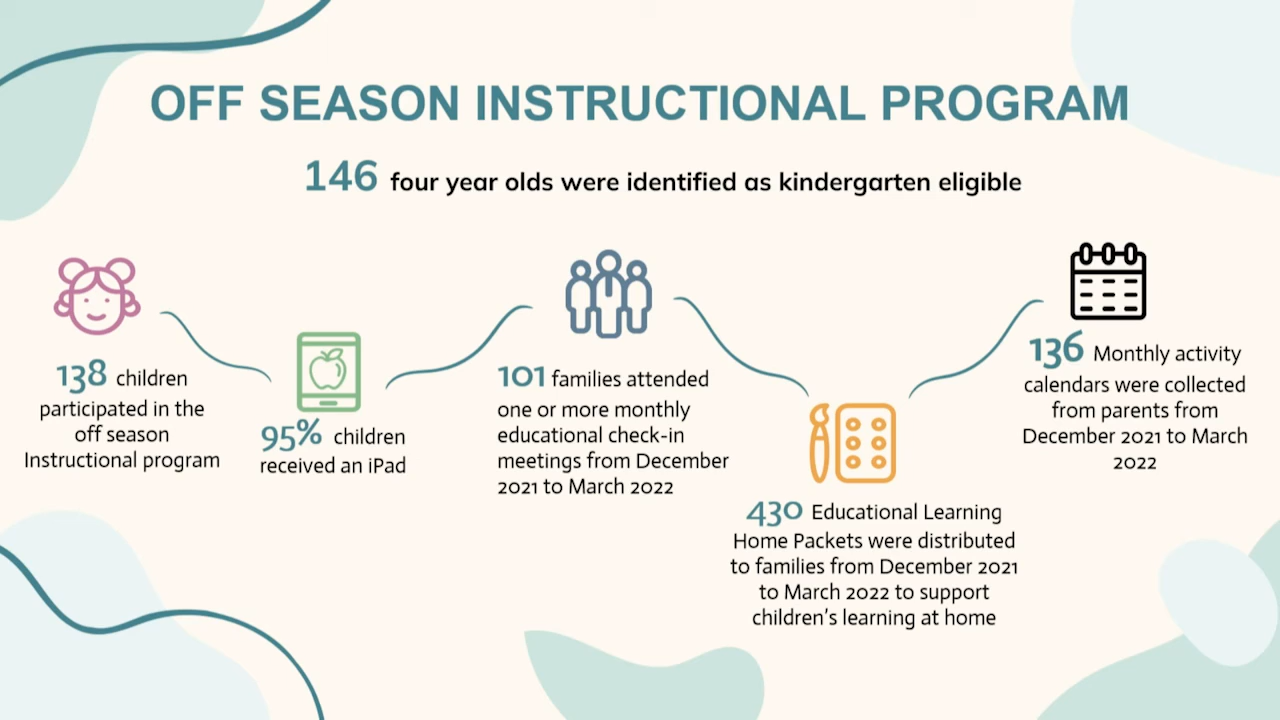 OFF SEASON INSTRUCTIONAL PROGRAM
146 four year olds were identified as kindergarten eligible
138 children
participated in the
off season
Instructional program
95% children
received an iPad
101 families attended
one or more monthly
educational check-in
meetings from December
2021 to March 2022
430 Educational Learning
Home Packets were distributed
to families from December 2021
to March 2022 to support
children's learning at home
136 Monthly activity
calendars were collected
from parents from
December 2021 to March
2022